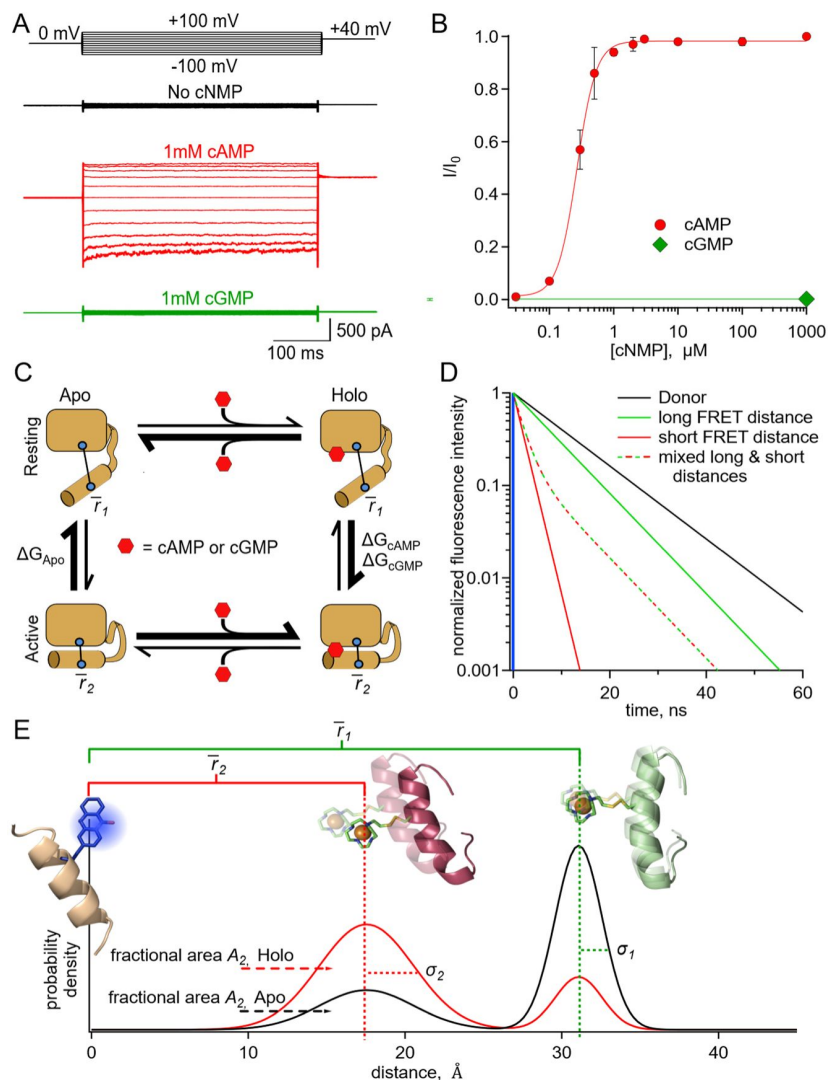 A
0 mV
+100 mV
+40 mV
-100 mV
No cNMP
1mM cAMP
1mM cGMP
500 pA
100 ms
B
I/I0
1.0
0.8
0.6
0.4
0.2
0.0
cAMP
cGMP
0.1
1
10
100
1000
[cNMP], µM
C
Apo
Holo
Resting
r̅1
r̅1
ΔGApo
= cAMP or cGMP
ΔGcAMP
ΔGcGMP
Active
r̅2
r̅2
D
normalized fluorescence intensity
1
0.1
0.01
0.001
Donor
long FRET distance
short FRET distance
mixed long & short
distances
0
20
40
60
time, ns
E
r̅1
r̅2
probability
density
fractional area A2, Holo
fractional area A2, Apo
σ2
σ1
0
10
20
30
40
distance, Å